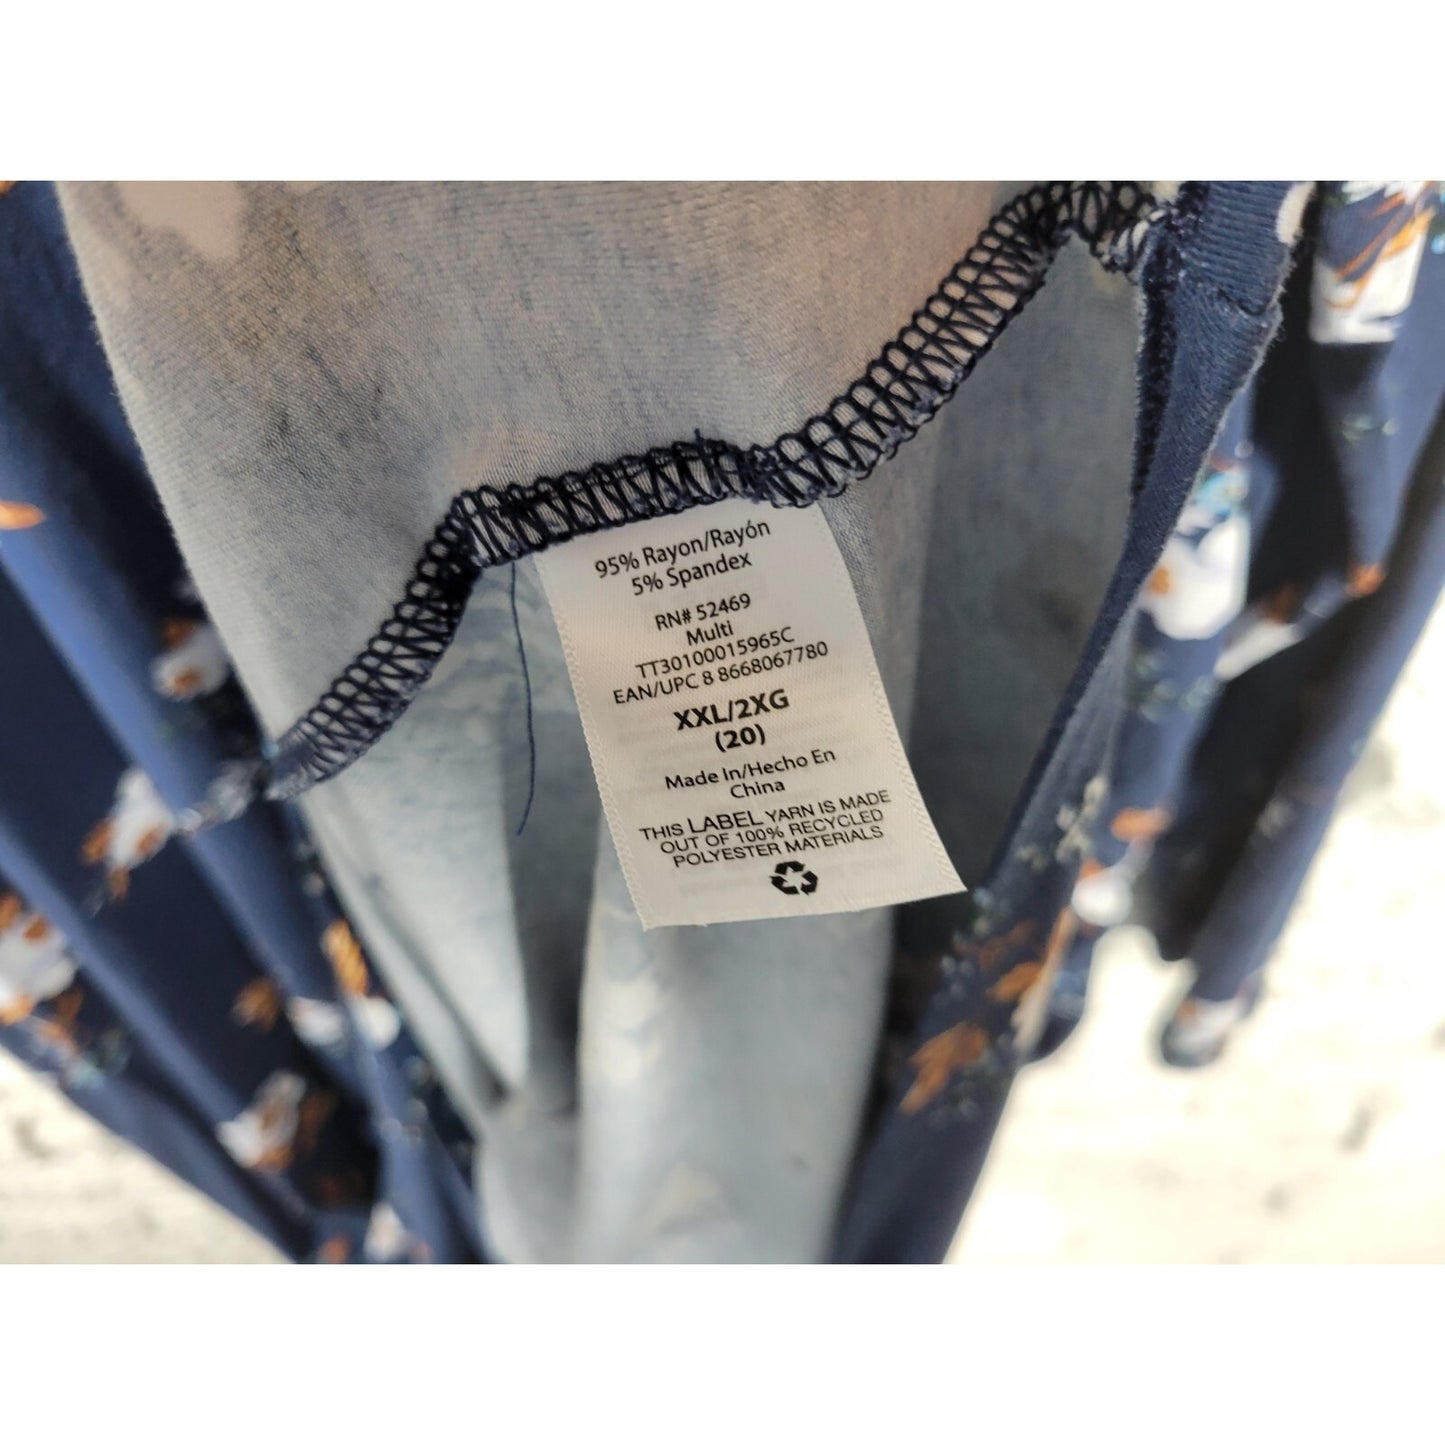 95% Rayon/Rayón
5% Spandex
RN# 52469
Multi
TT30100015965C
EAN/UPC 8 8668067780
XXL/2XG
(20)
Made In/Hecho En
China
THIS LABEL YARN IS MADE
OUT OF 100% RECYCLED
POLYESTER MATERIALS